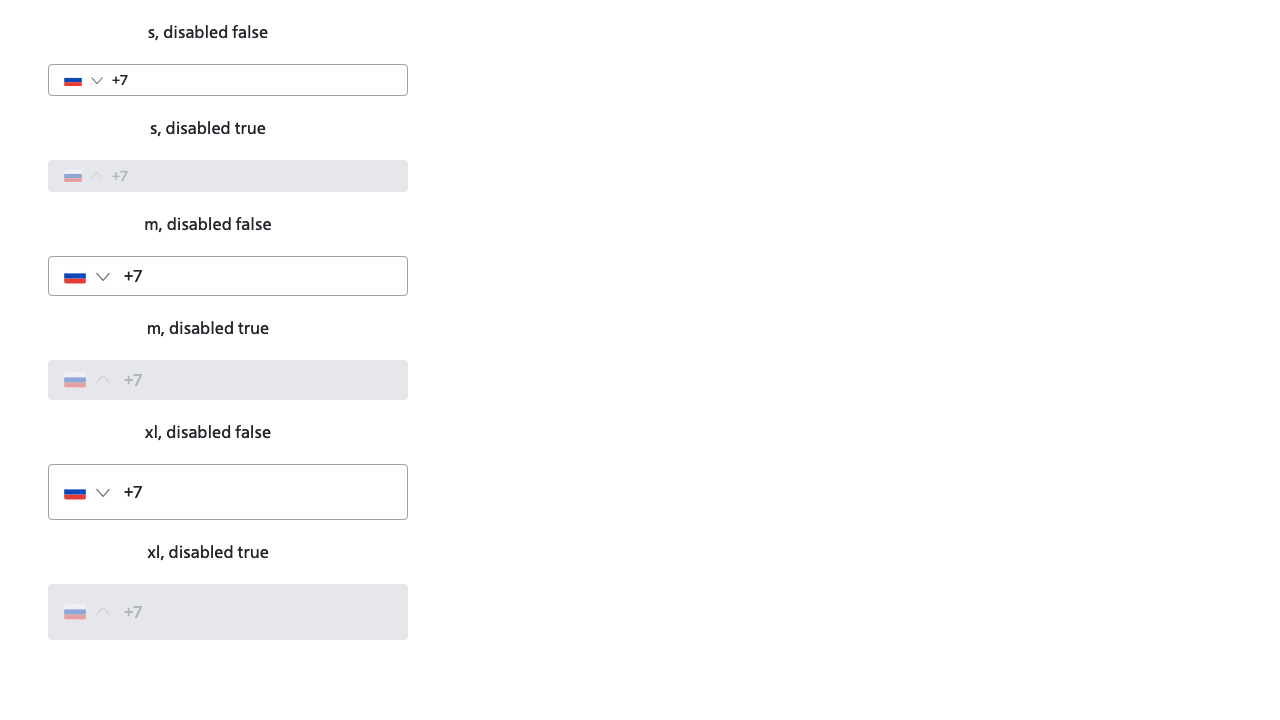 s, disabled false
+7
s, disabled true
+7
m, disabled false
+7
m, disabled true
+7
xl, disabled false
+7
xl, disabled true
+7